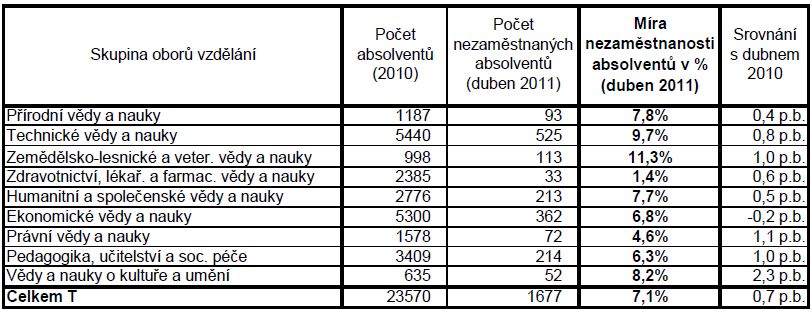 Skupina oborů vzdělání Počet absolventů (2010) Počet nezaměstnaných absolventů (duben 2011) Míra nezaměstnanosti absolventů v % (duben 2011) Srovnání s dubnem 2010
Přírodní vědy a nauky 1187 93 7,8% 0,4 p.b.
Technické vědy a nauky 5440 525 9,7% 0,8 p.b.
Zemědělsko-lesnické a veter. vědy a nauky 998 113 11,3% 1,0 p.b.
Zdravotnictví, lékař. a farmac. vědy a nauky 2385 33 1,4% 0,6 p.b.
Humanitní a společenské vědy a nauky 2776 213 7,7% 0,5 p.b.
Ekonomické vědy a nauky 5300 362 6,8% -0,2 p.b.
Právní vědy a nauky 1578 72 4,6% 1,1 p.b.
Pedagogika, učitelství a soc. péče 3409 214 6,3% 1,0 p.b.
Vědy a nauky o kultuře a umění 635 52 8,2% 2,3 p.b.
Celkem T 23570 1677 7,1% 0,7 p.b.